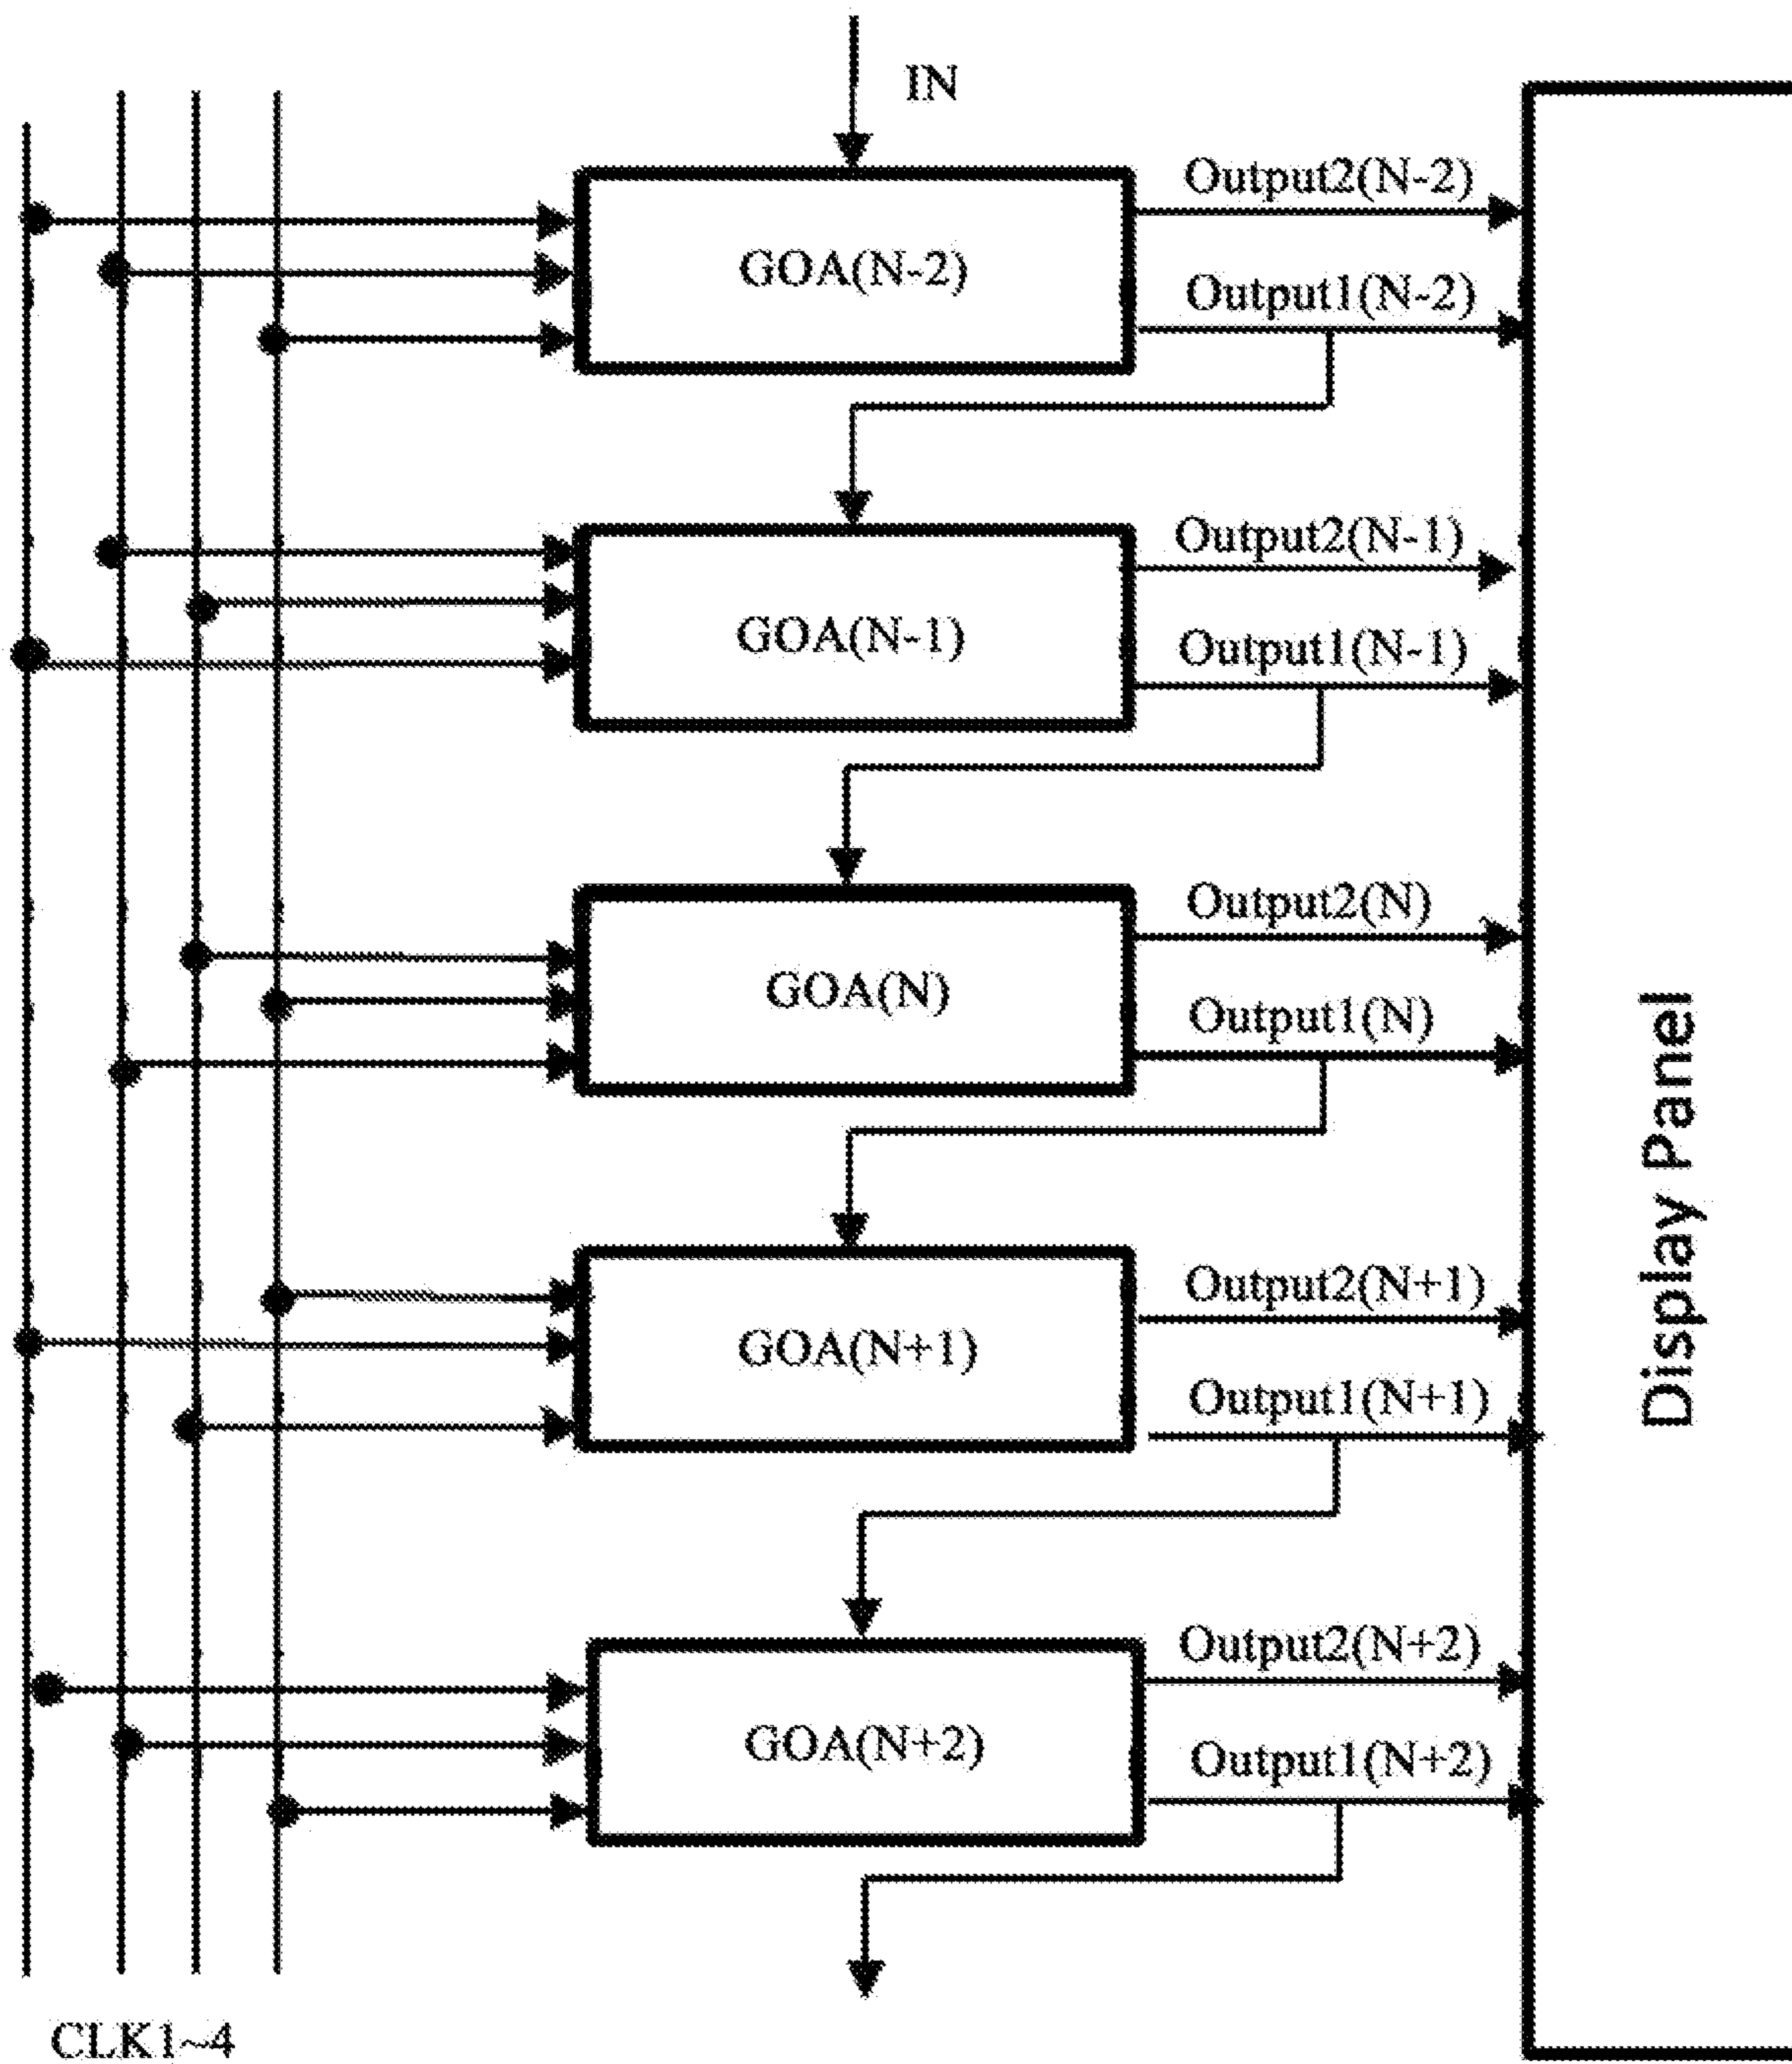 IN
Output2(N-2)
GOA(N-2)
Output1(N-2)
Output2(N-1)
GOA(N-1)
Output1(N-1)
Output2(N)
GOA(N)
Output1(N)
Display Panel
Output2(N+1)
GOA(N+1)
Output1(N+1)
Output2(N+2)
GOA(N+2)
Output1(N+2)
CLK1~4